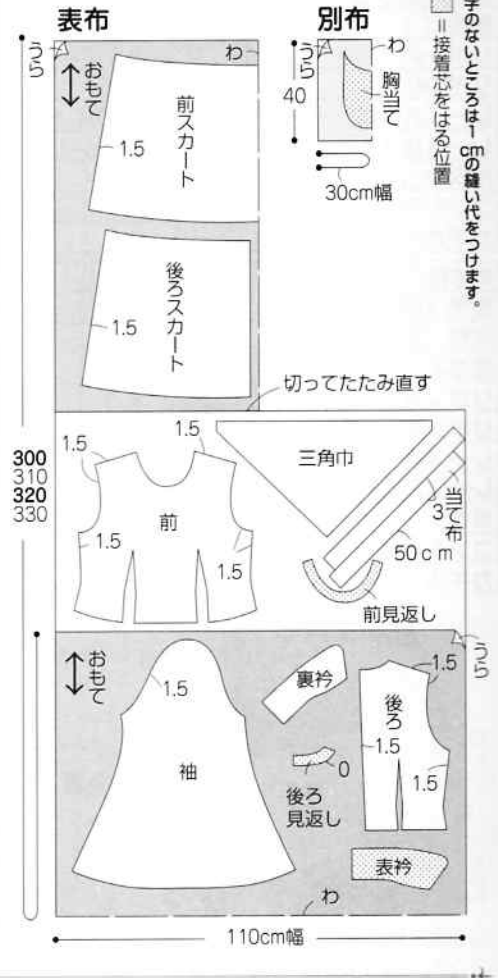 字のないところは1cmの縫い代をつけます。
＝接着芯をはる位置
表布
うら
おもて
わ
1.5
前スカート
1.5
後ろスカート
別布
うら
わ
40
胸当て
30cm幅
切ってたたみ直す
300
310
320
330
1.5
1.5
前
1.5
1.5
三角巾
3
当て布
50cm
前見返し
うら
おもて
1.5
袖
裏衿
0
後ろ
見返し
1.5
後ろ
1.5
1.5
表衿
わ
110cm幅